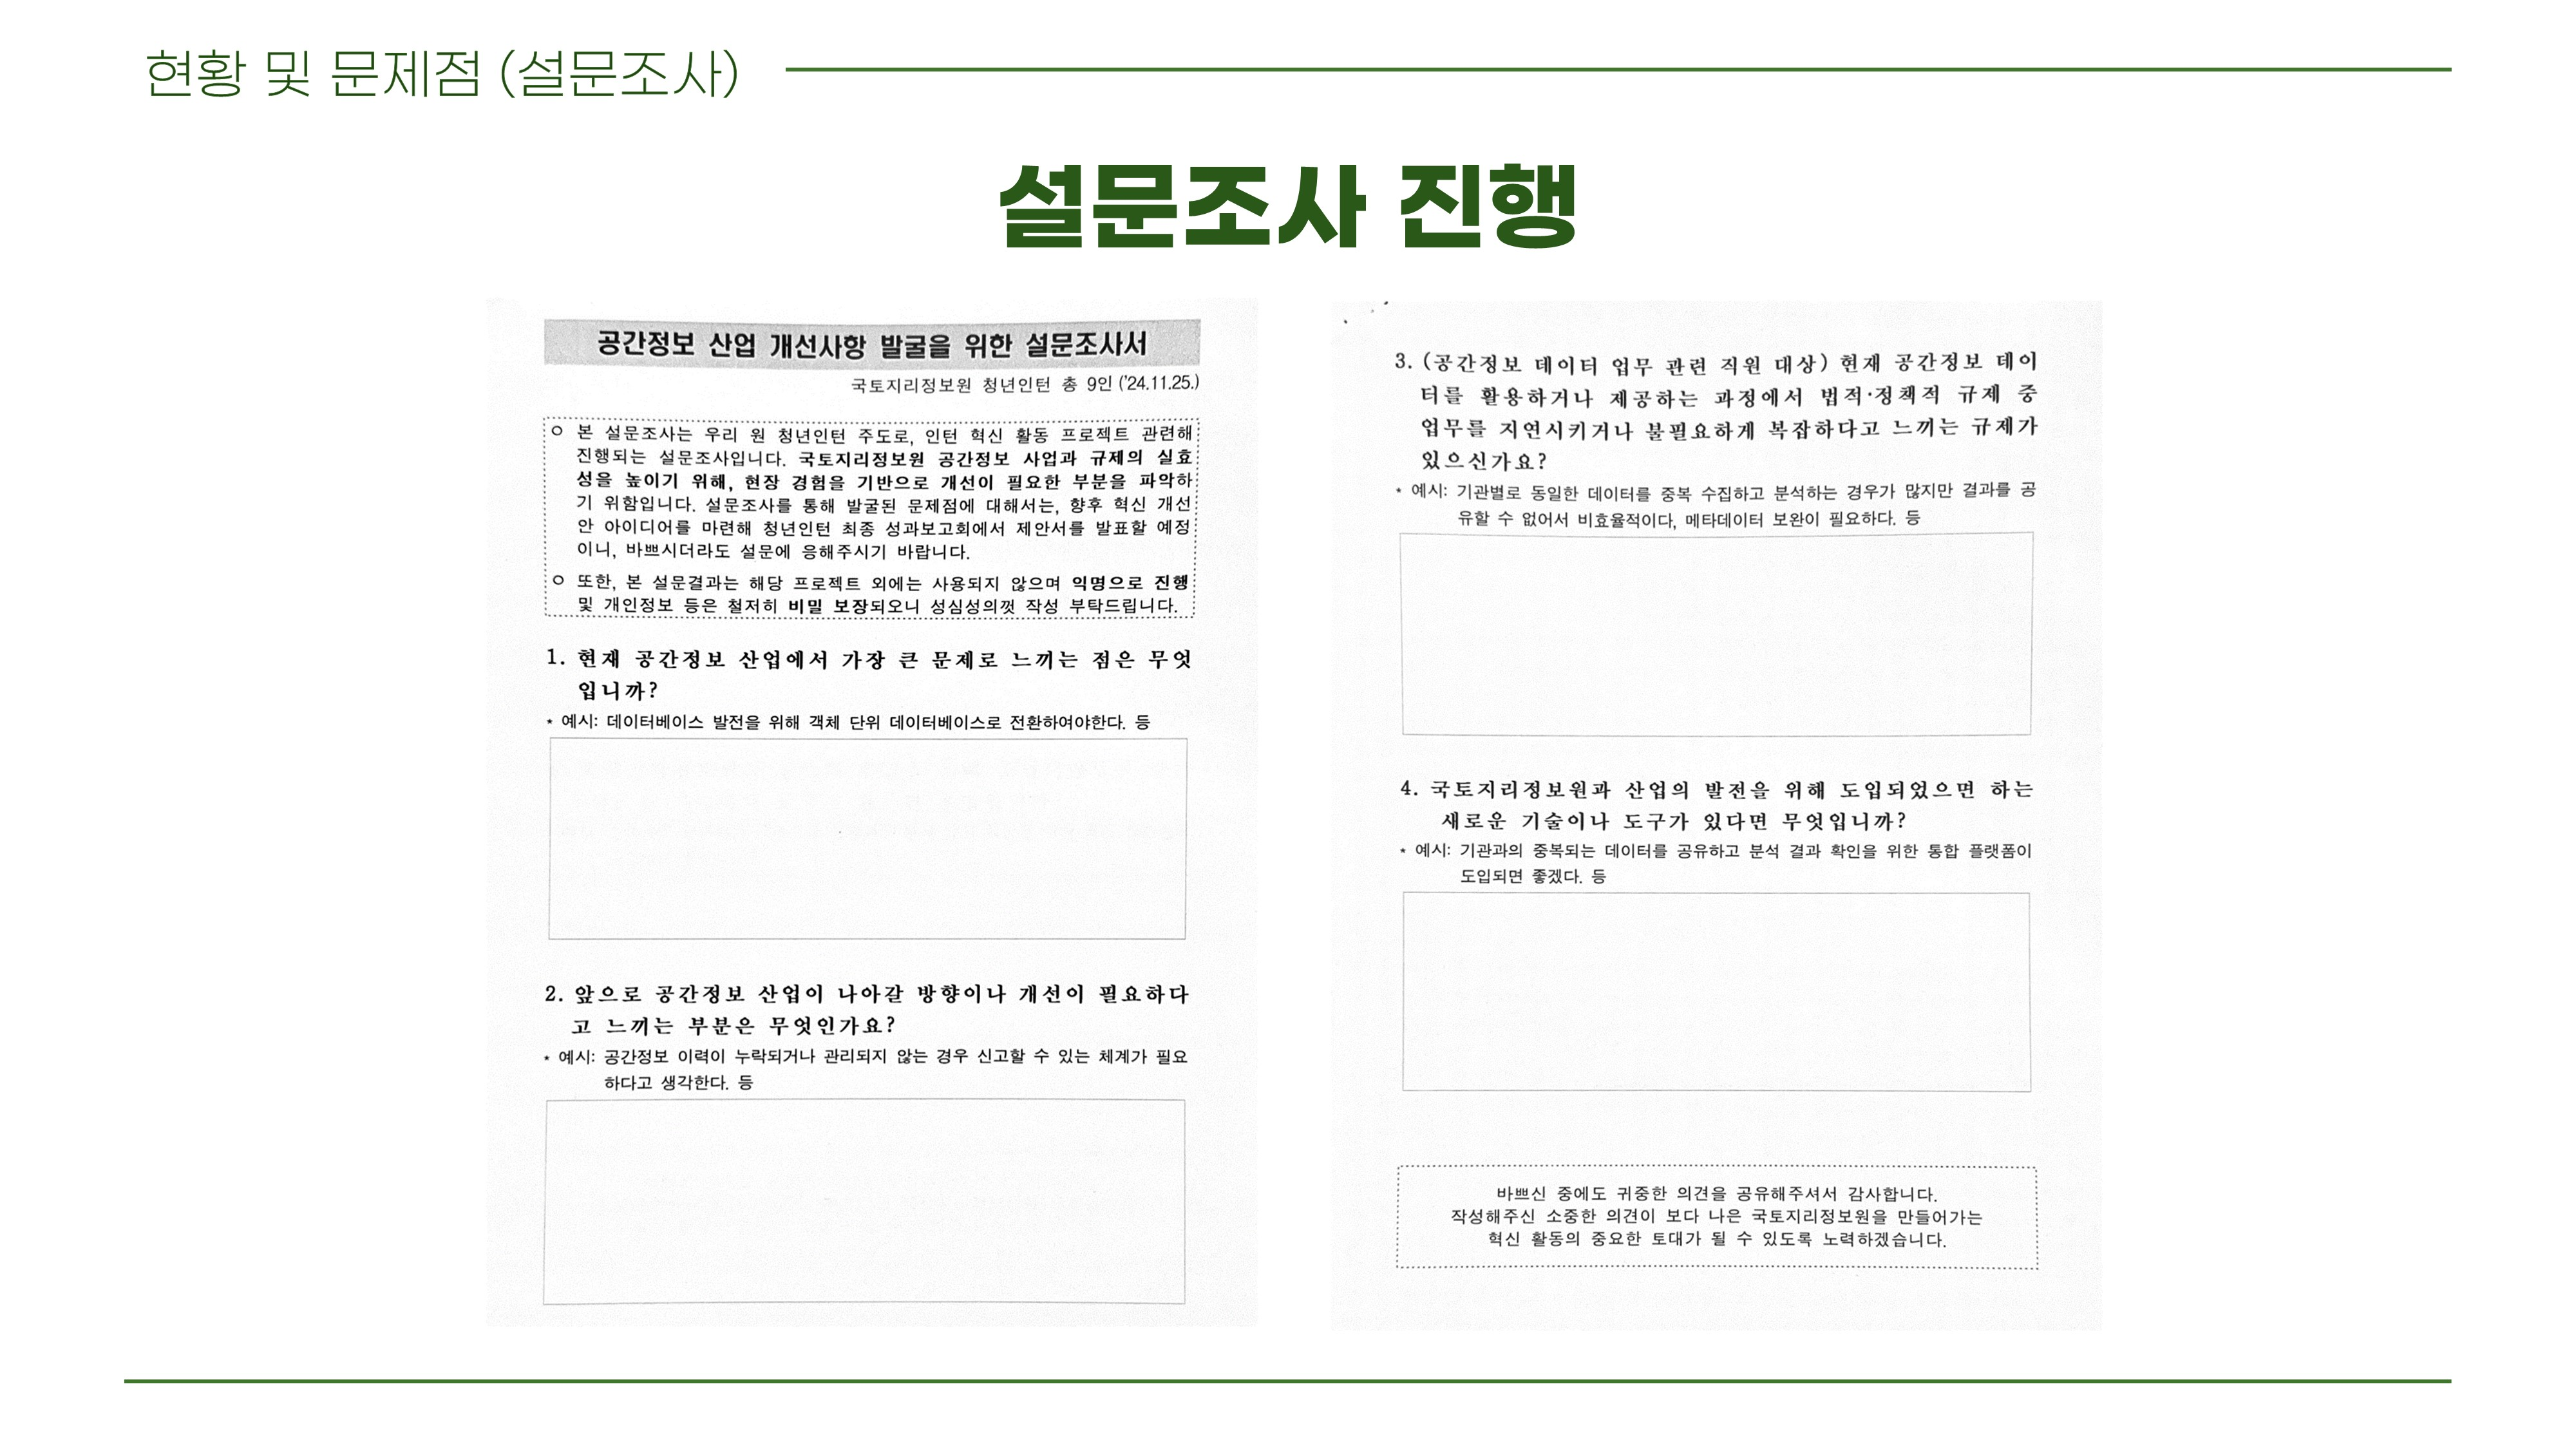 현황 및 문제점 (설문조사)
설문조사 진행
공간정보 산업 개선사항 발굴을 위한 설문조사서
국토지리정보원 청년인턴 총 9인 ('24.11.25.)
○ 본 설문조사는 우리 원 청년인턴 주도로, 인턴 혁신 활동 프로젝트 관련해
진행되는 설문조사입니다. 국토지리정보원 공간정보 사업과 규제의 실효
성을 높이기 위해, 현장 경험을 기반으로 개선이 필요한 부분을 파악하
기 위함입니다. 설문조사를 통해 발굴된 문제점에 대해서는, 향후 혁신 개선
안 아이디어를 마련해 청년인턴 최종 성과보고회에서 제안서를 발표할 예정
이니, 바쁘시더라도 설문에 응해주시기 바랍니다.
○ 또한, 본 설문결과는 해당 프로젝트 외에는 사용되지 않으며 익명으로 진행
및 개인정보 등은 철저히 비밀 보장되오니 성심성의껏 작성 부탁드립니다.
1. 현재 공간정보 산업에서 가장 큰 문제로 느끼는 점은 무엇
입니까?
* 예시: 데이터베이스 발전을 위해 객체 단위 데이터베이스로 전환하여야한다. 등
2. 앞으로 공간정보 산업이 나아갈 방향이나 개선이 필요하다
고 느끼는 부분은 무엇인가요?
* 예시: 공간정보 이력이 누락되거나 관리되지 않는 경우 신고할 수 있는 체계가 필요
하다고 생각한다. 등
3. (공간정보 데이터 업무 관련 직원 대상) 현재 공간정보 데이
터를 활용하거나 제공하는 과정에서 법적·정책적 규제 중
업무를 지연시키거나 불필요하게 복잡하다고 느끼는 규제가
있으신가요?
* 예시: 기관별로 동일한 데이터를 중복 수집하고 분석하는 경우가 많지만 결과를 공
유할 수 없어서 비효율적이다, 메타데이터 보완이 필요하다. 등
4. 국토지리정보원과 산업의 발전을 위해 도입되었으면 하는
새로운 기술이나 도구가 있다면 무엇입니까?
* 예시: 기관과의 중복되는 데이터를 공유하고 분석 결과 확인을 위한 통합 플랫폼이
도입되면 좋겠다. 등
바쁘신 중에도 귀중한 의견을 공유해주셔서 감사합니다.
작성해주신 소중한 의견이 보다 나은 국토지리정보원을 만들어가는
혁신 활동의 중요한 토대가 될 수 있도록 노력하겠습니다.